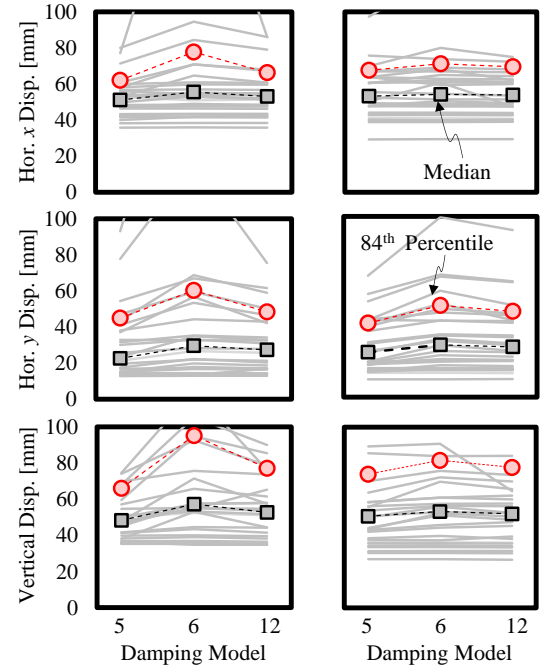 Hor. x Disp. [mm]
100
80
60
40
20
0
Median
Hor. y Disp. [mm]
100
80
60
40
20
0
84th Percentile
Vertical Disp. [mm]
100
80
60
40
20
0
5 6 12
Damping Model
5 6 12
Damping Model